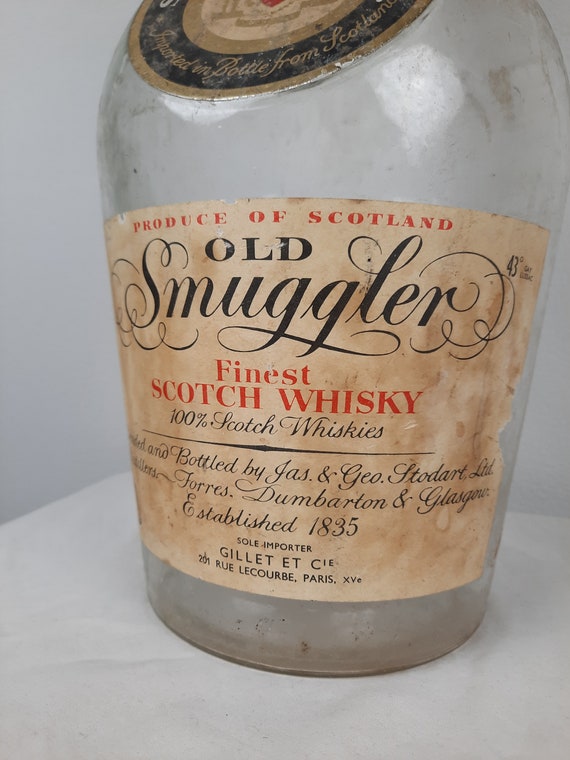 Imported in Bottle from Scotland
PRODUCE OF SCOTLAND
OLD
Smuggler
43°
Finest
SCOTCH WHISKY
100% Scotch Whiskies
and Bottled by Jas. & Geo. Stodart, Ltd.
Forres. Dumbarton & Glasgow
Established 1835
SOLE IMPORTER
GILLET ET CIE
201 RUE LECOURBE, PARIS, XVe